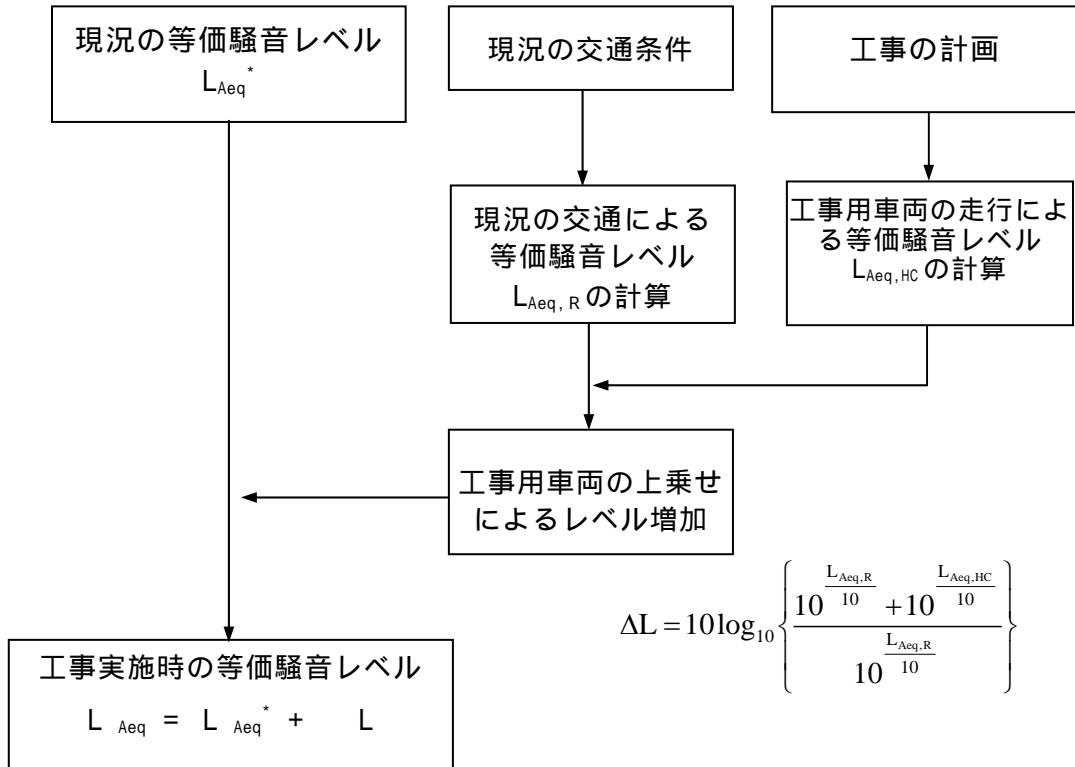 現況の等価騒音レベル
LAeq*
現況の交通条件
工事の計画
現況の交通による
等価騒音レベル
LAeq, R の計算
工事用車両の走行によ
る等価騒音レベル
LAeq,HC の計算
工事用車両の上乗せ
によるレベル増加
ΔL = 10 log10 { (10^(LAeq,R/10) + 10^(LAeq,HC/10)) / 10^(LAeq,R/10) }
工事実施時の等価騒音レベル
L Aeq = L Aeq* + L